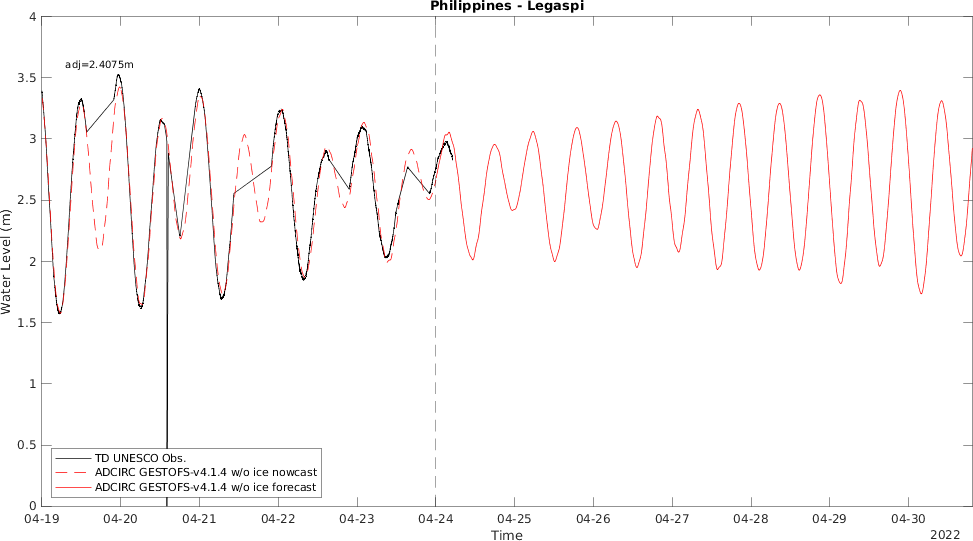 Philippines - Legaspi
adj=2.4075m
Water Level (m)
4
3.5
3
2.5
2
1.5
1
0.5
0
TD UNESCO Obs.
ADCIRC GESTOFS-v4.1.4 w/o ice nowcast
ADCIRC GESTOFS-v4.1.4 w/o ice forecast
04-19 04-20 04-21 04-22 04-23 04-24 04-25 04-26 04-27 04-28 04-29 04-30
Time
2022